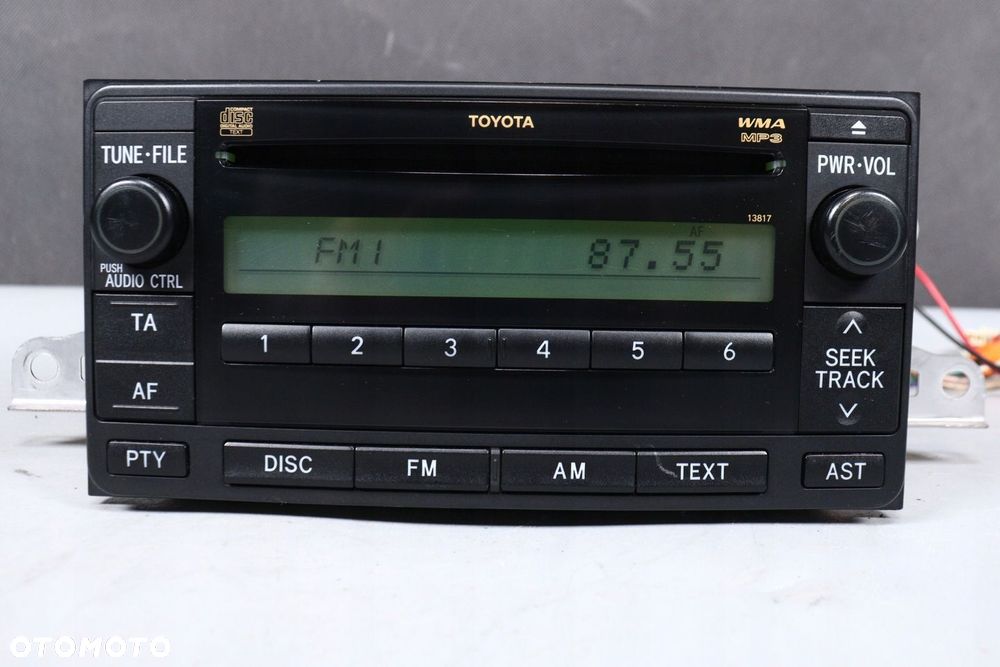 COMPACT
disc
DIGITAL AUDIO
TEXT
TOYOTA
WMA
MP3
TUNE·FILE
PWR·VOL
13817
AF
FM1 87.55
PUSH
AUDIO CTRL
TA
AF
1 2 3 4 5 6
SEEK
TRACK
PTY
DISC
FM
AM
TEXT
AST
OTOMOTO